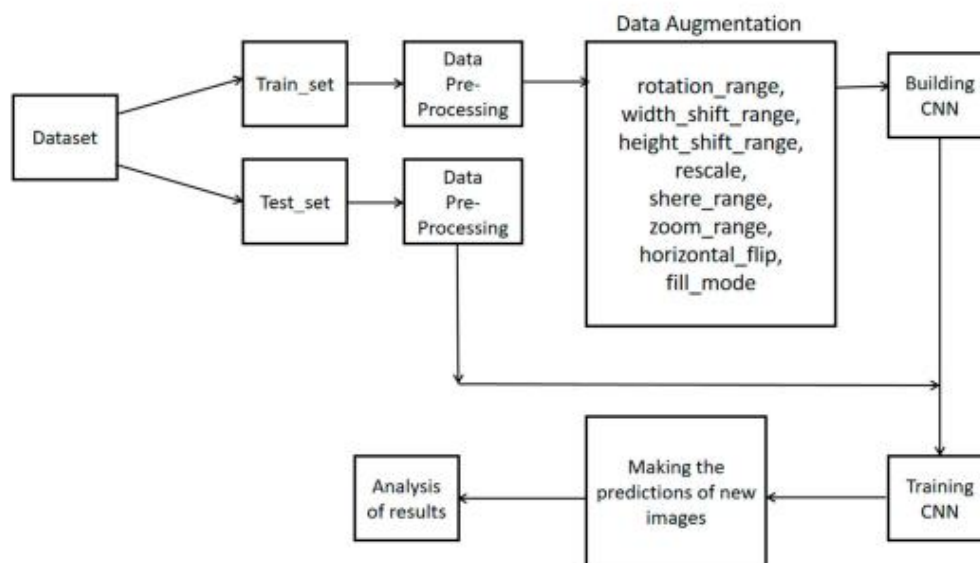 Data Augmentation
Dataset
Train_set
Data
Pre-
Processing
rotation_range,
width_shift_range,
height_shift_range,
rescale,
shere_range,
zoom_range,
horizontal_flip,
fill_mode
Building
CNN
Test_set
Data
Pre-
Processing
Training
CNN
Making the
predictions of new
images
Analysis
of results